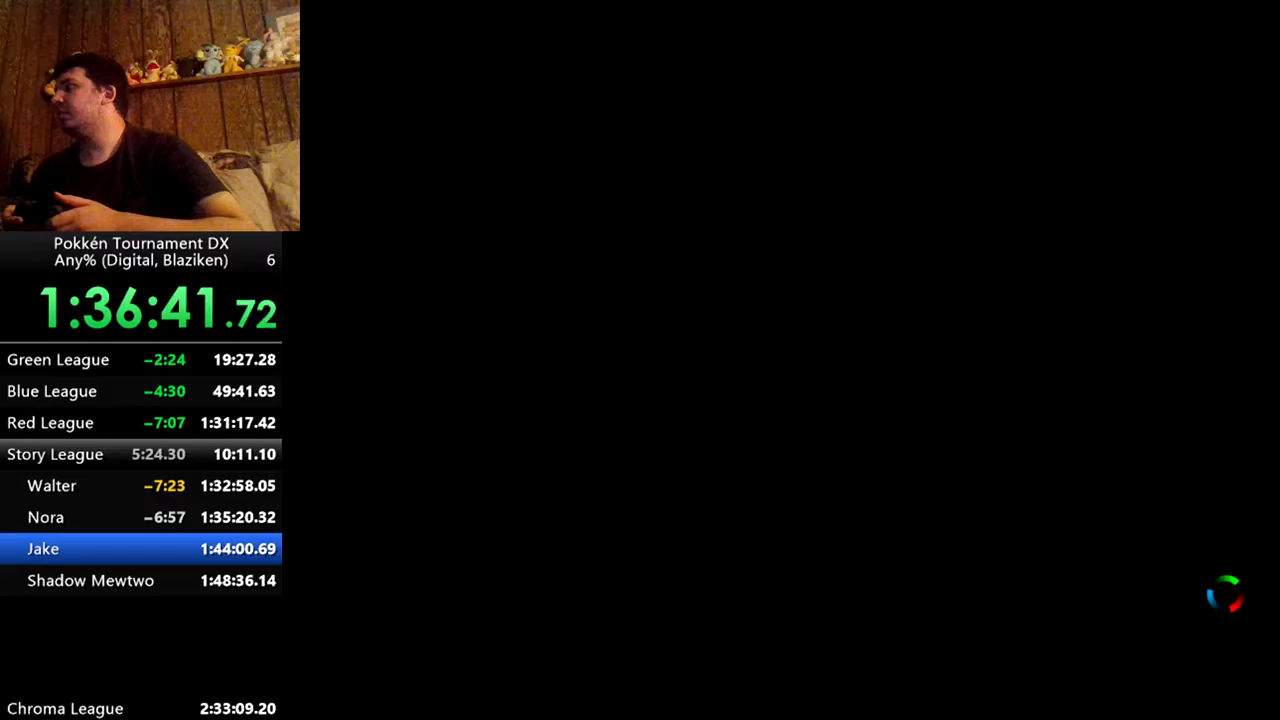 Pokkén Tournament DX
Any% (Digital, Blaziken) 6
1:36:41.72
Green League −2:24 19:27.28
Blue League −4:30 49:41.63
Red League −7:07 1:31:17.42
Story League 5:24.30 10:11.10
Walter −7:23 1:32:58.05
Nora −6:57 1:35:20.32
Jake 1:44:00.69
Shadow Mewtwo 1:48:36.14
Chroma League 2:33:09.20